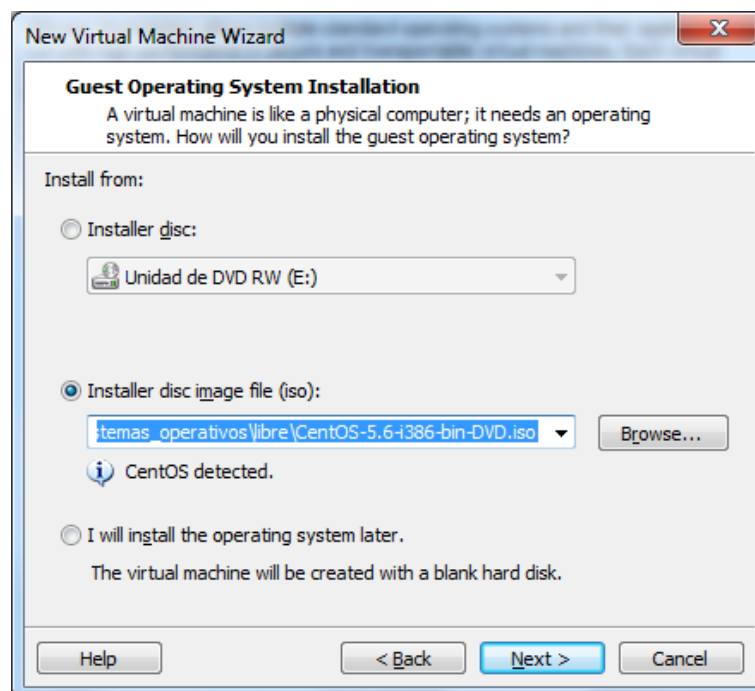 New Virtual Machine Wizard
Guest Operating System Installation
A virtual machine is like a physical computer; it needs an operating
system. How will you install the guest operating system?
Install from:
Installer disc:
Unidad de DVD RW (E:)
Installer disc image file (iso):
temas_operativos\libre\CentOS-5.6-i386-bin-DVD.iso
Browse...
CentOS detected.
I will install the operating system later.
The virtual machine will be created with a blank hard disk.
Help
< Back
Next >
Cancel